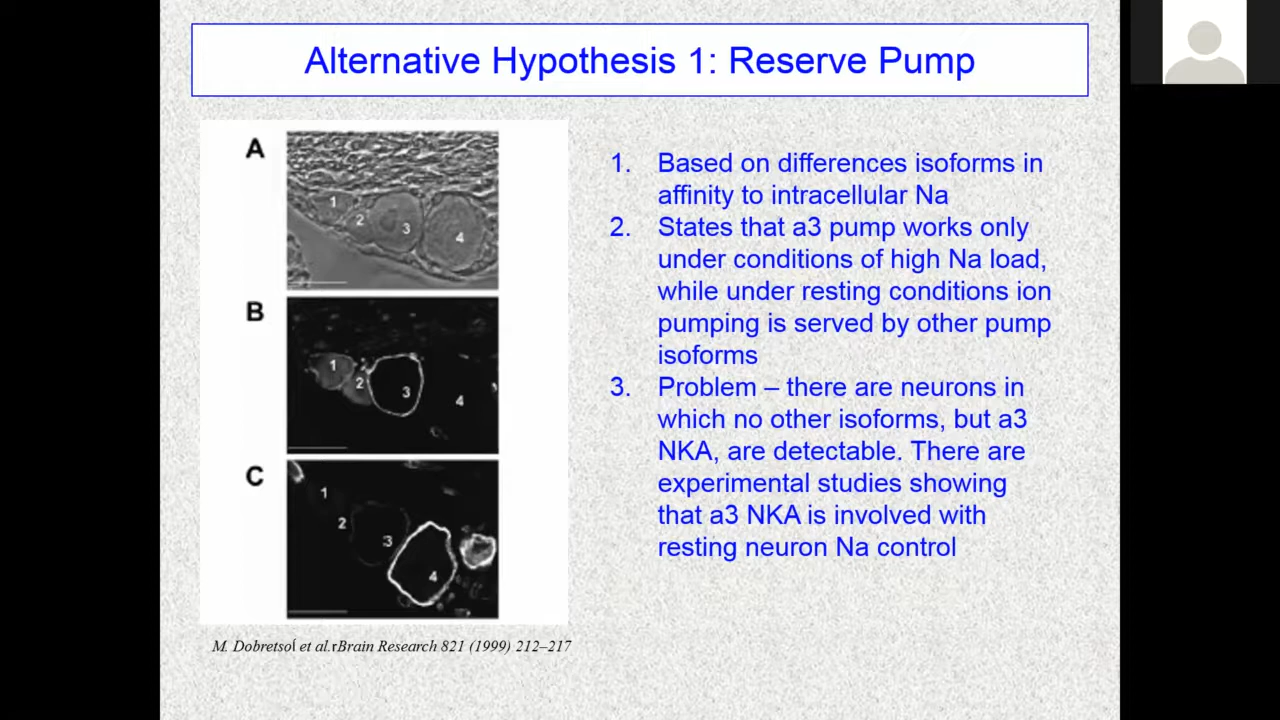 Alternative Hypothesis 1: Reserve Pump
A
1
2
3
4
B
1
2
3
4
C
1
2
3
4
M. Dobretsof et al.rBrain Research 821 (1999) 212–217
1. Based on differences isoforms in
affinity to intracellular Na
2. States that a3 pump works only
under conditions of high Na load,
while under resting conditions ion
pumping is served by other pump
isoforms
3. Problem – there are neurons in
which no other isoforms, but a3
NKA, are detectable. There are
experimental studies showing
that a3 NKA is involved with
resting neuron Na control